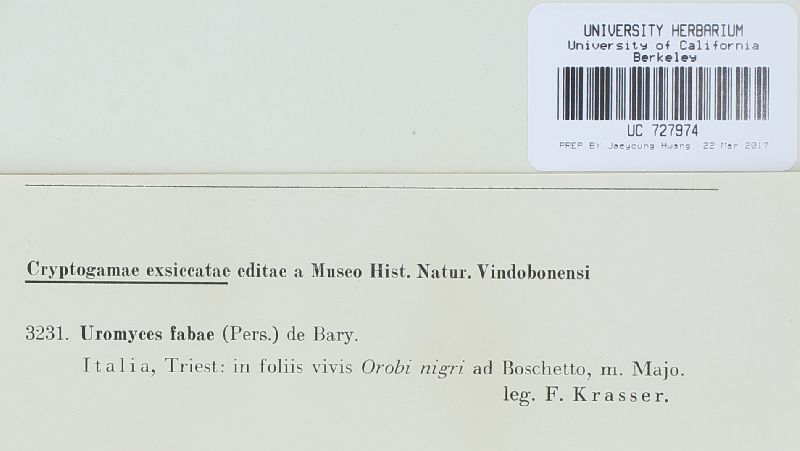 UNIVERSITY HERBARIUM
University of California
Berkeley
UC 727974
PREP BY Jaeyoung Hwang, 22 Mar 2017
Cryptogamae exsiccatae editae a Museo Hist. Natur. Vindobonensi
3231. Uromyces fabae (Pers.) de Bary.
Italia, Triest: in foliis vivis Orobi nigri ad Boschetto, m. Majo.
leg. F. Krasser.